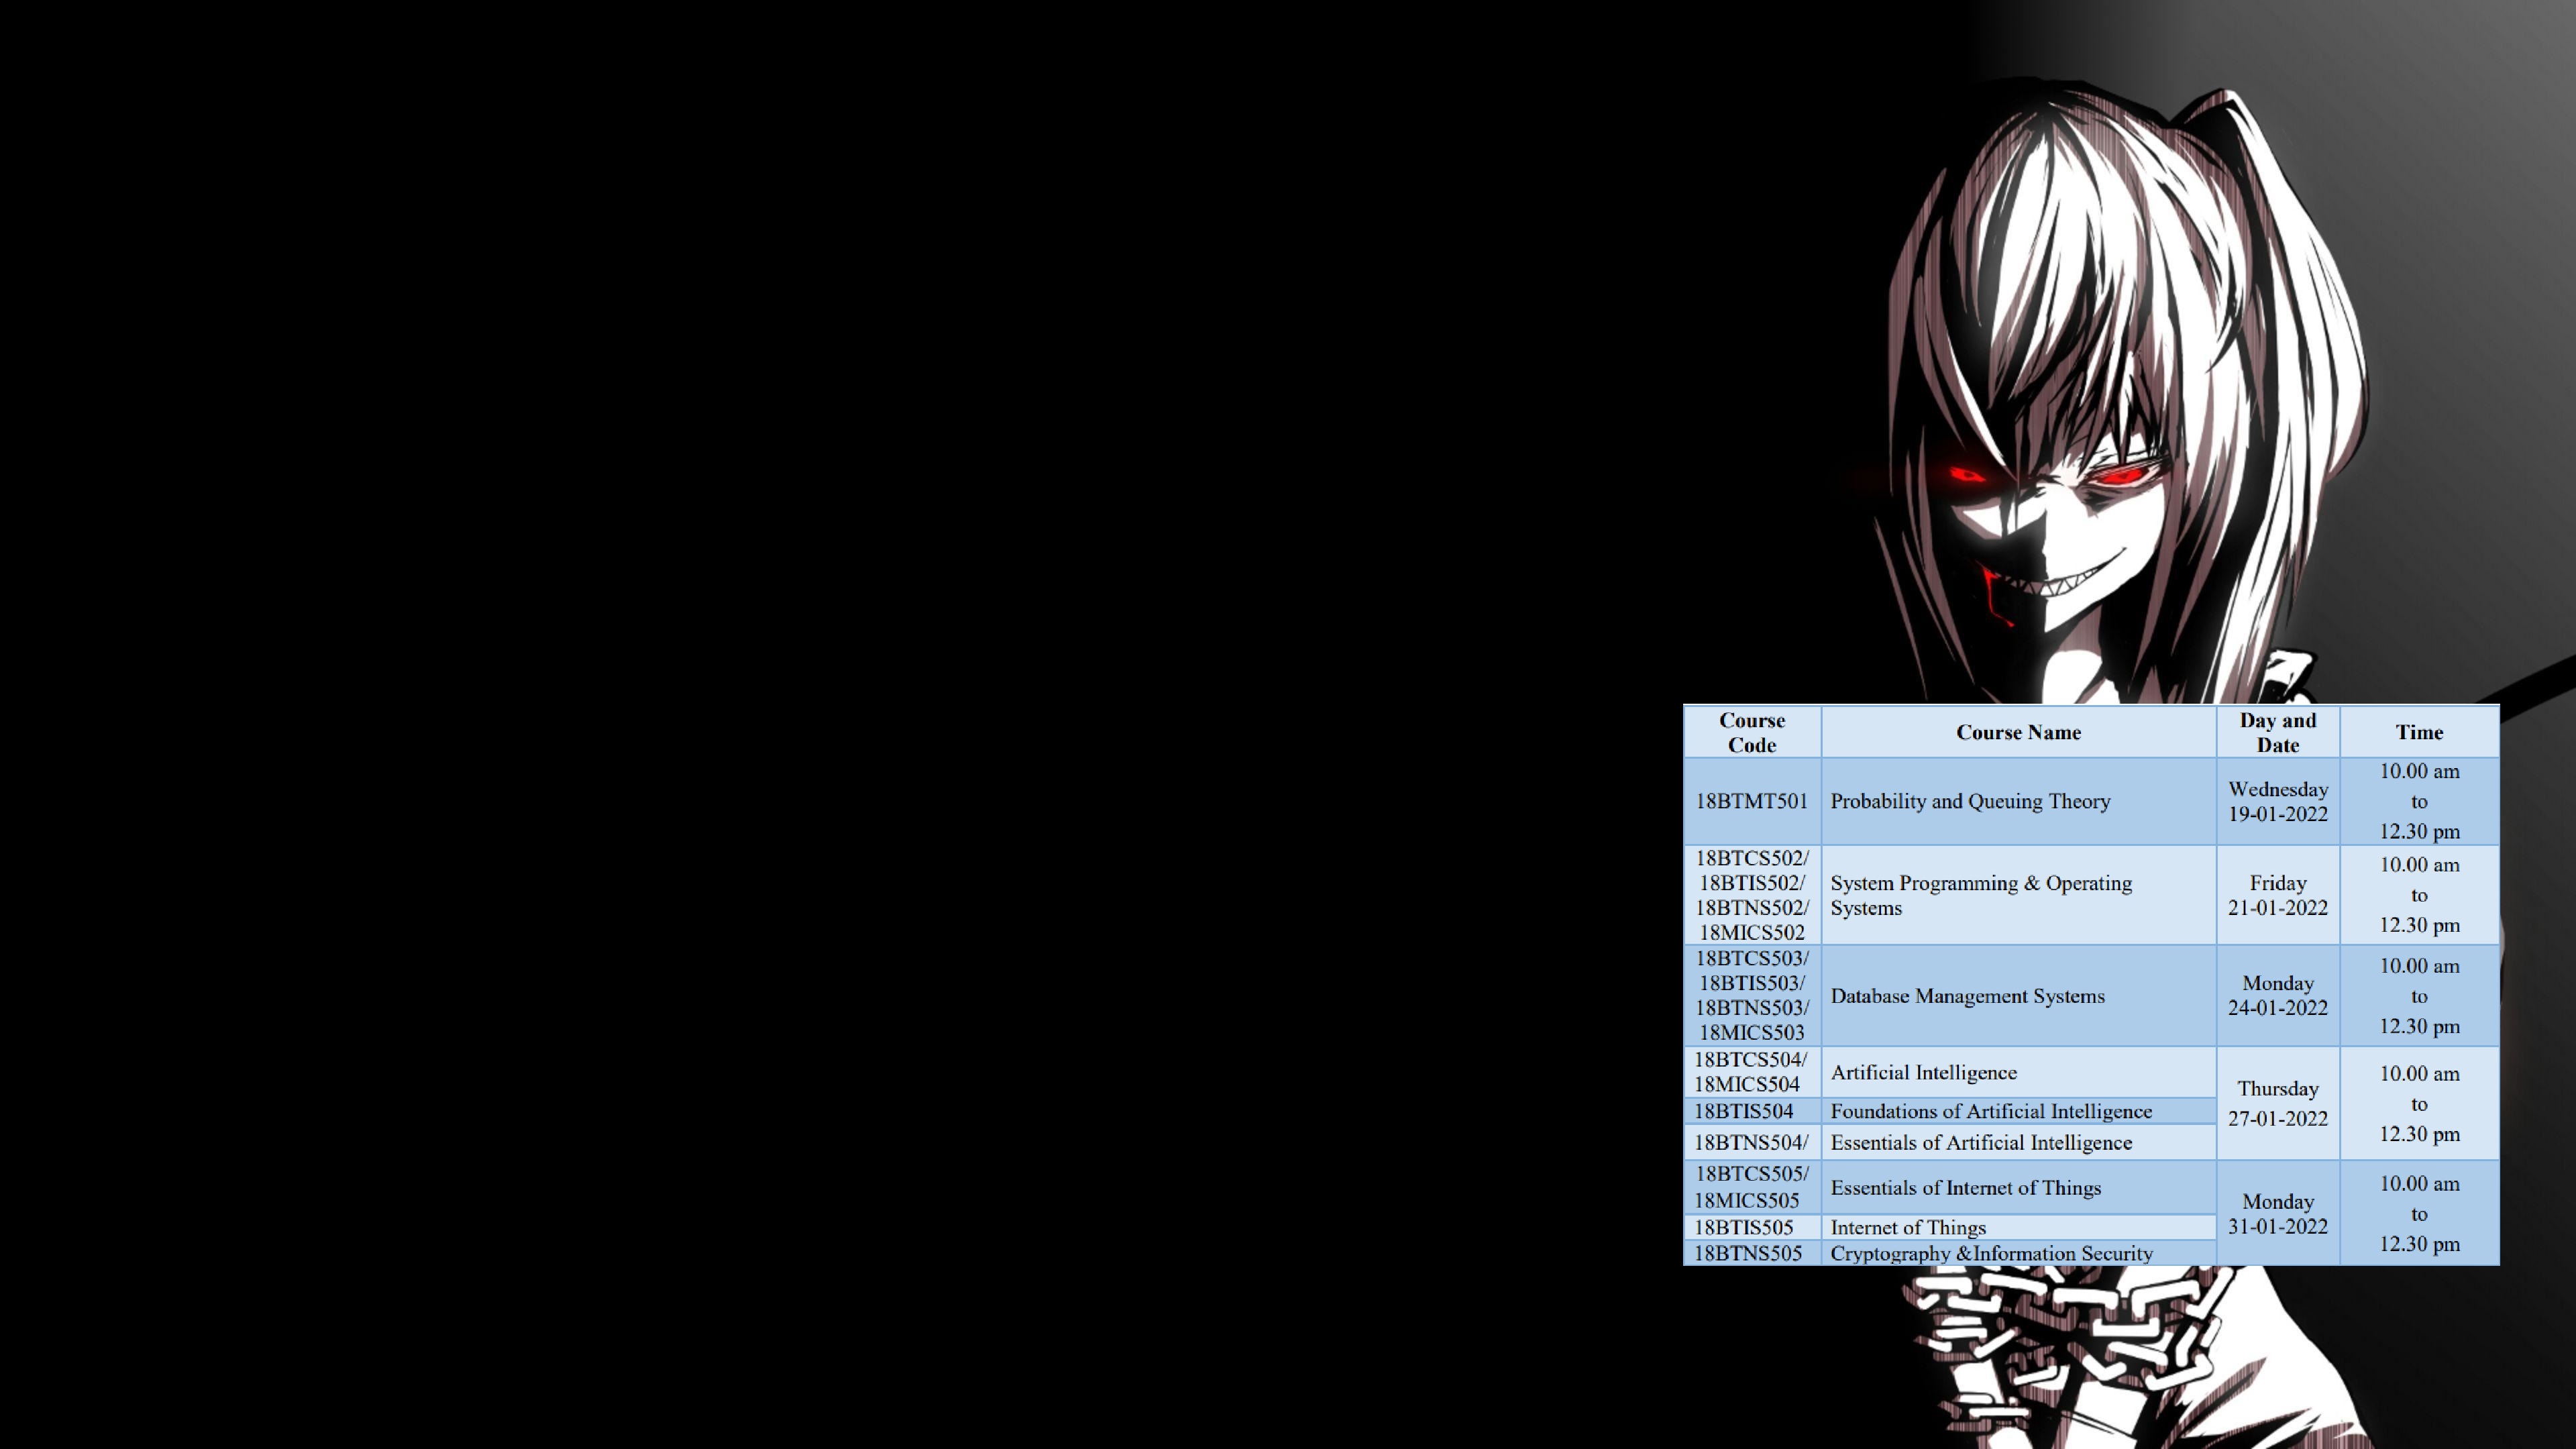 Course
Code
Course Name
Day and
Date
Time
18BTMT501
Probability and Queuing Theory
Wednesday
19-01-2022
10.00 am
to
12.30 pm
18BTCS502/
18BTIS502/
18BTNS502/
18MICS502
System Programming & Operating
Systems
Friday
21-01-2022
10.00 am
to
12.30 pm
18BTCS503/
18BTIS503/
18BTNS503/
18MICS503
Database Management Systems
Monday
24-01-2022
10.00 am
to
12.30 pm
18BTCS504/
18MICS504
Artificial Intelligence
18BTIS504
Foundations of Artificial Intelligence
18BTNS504/
Essentials of Artificial Intelligence
Thursday
27-01-2022
10.00 am
to
12.30 pm
18BTCS505/
18MICS505
Essentials of Internet of Things
18BTIS505
Internet of Things
18BTNS505
Cryptography &Information Security
Monday
31-01-2022
10.00 am
to
12.30 pm